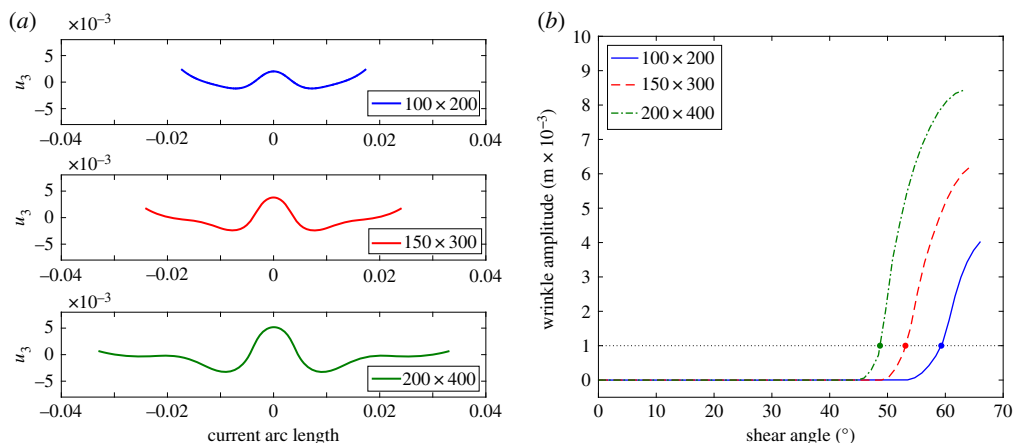 (a)
×10⁻³
5
0
−5
u₃
−0.04 −0.02 0 0.02 0.04
100 × 200
×10⁻³
5
0
−5
u₃
−0.04 −0.02 0 0.02 0.04
150 × 300
×10⁻³
5
0
−5
u₃
−0.04 −0.02 0 0.02 0.04
200 × 400
current arc length
(b)
10
9
8
7
6
5
4
3
2
1
0
wrinkle amplitude (m × 10⁻³)
100 × 200
150 × 300
200 × 400
0 10 20 30 40 50 60 70
shear angle (°)